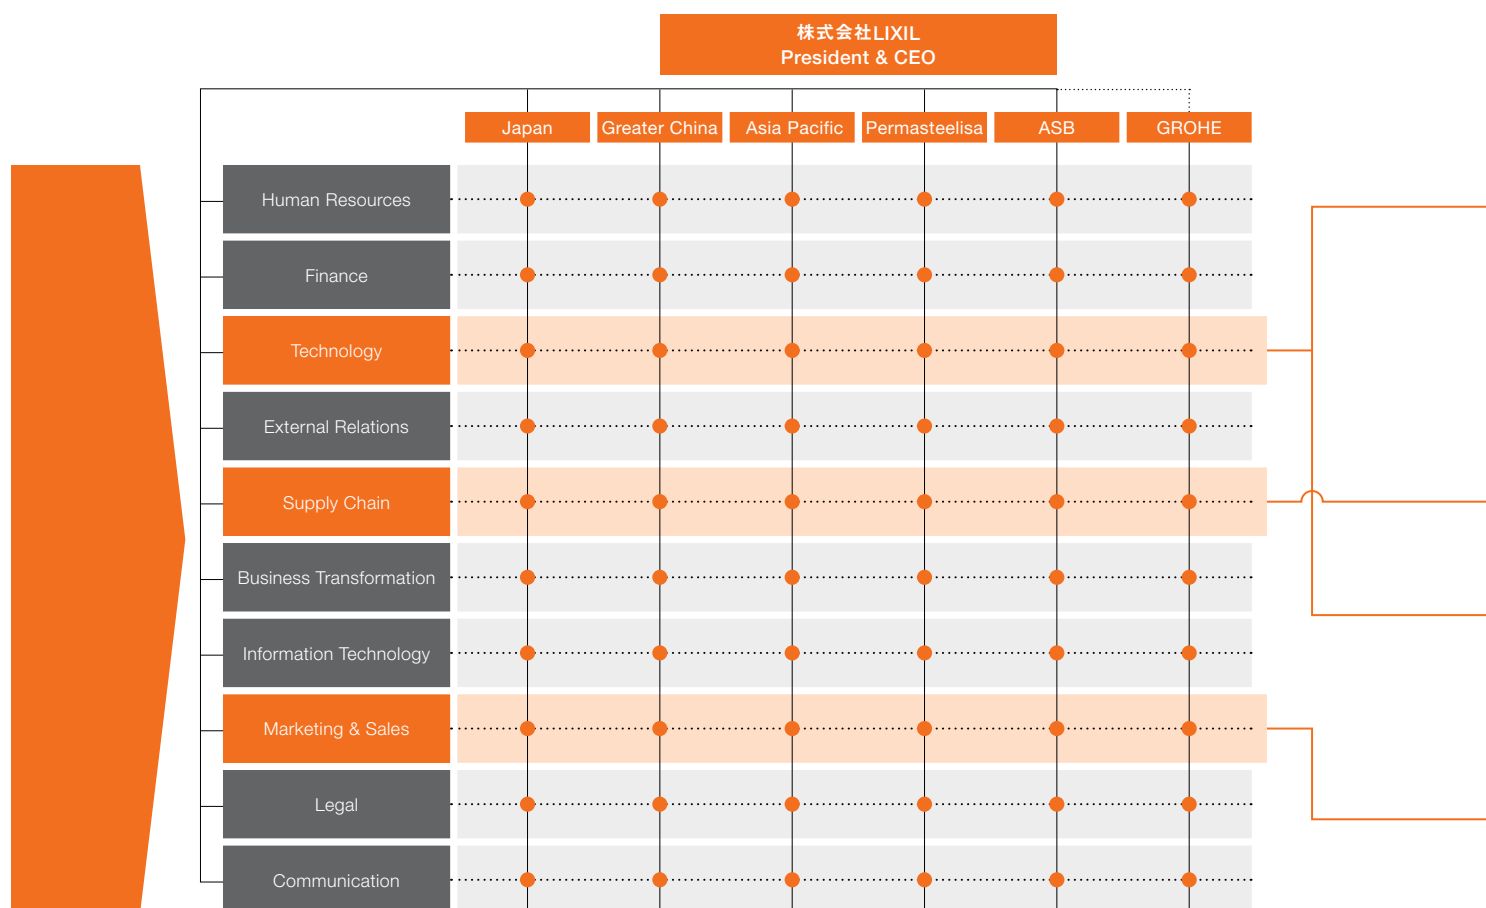 株式会社LIXIL
President & CEO
Japan
Greater China
Asia Pacific
Permasteelisa
ASB
GROHE
Human Resources
Finance
Technology
External Relations
Supply Chain
Business Transformation
Information Technology
Marketing & Sales
Legal
Communication